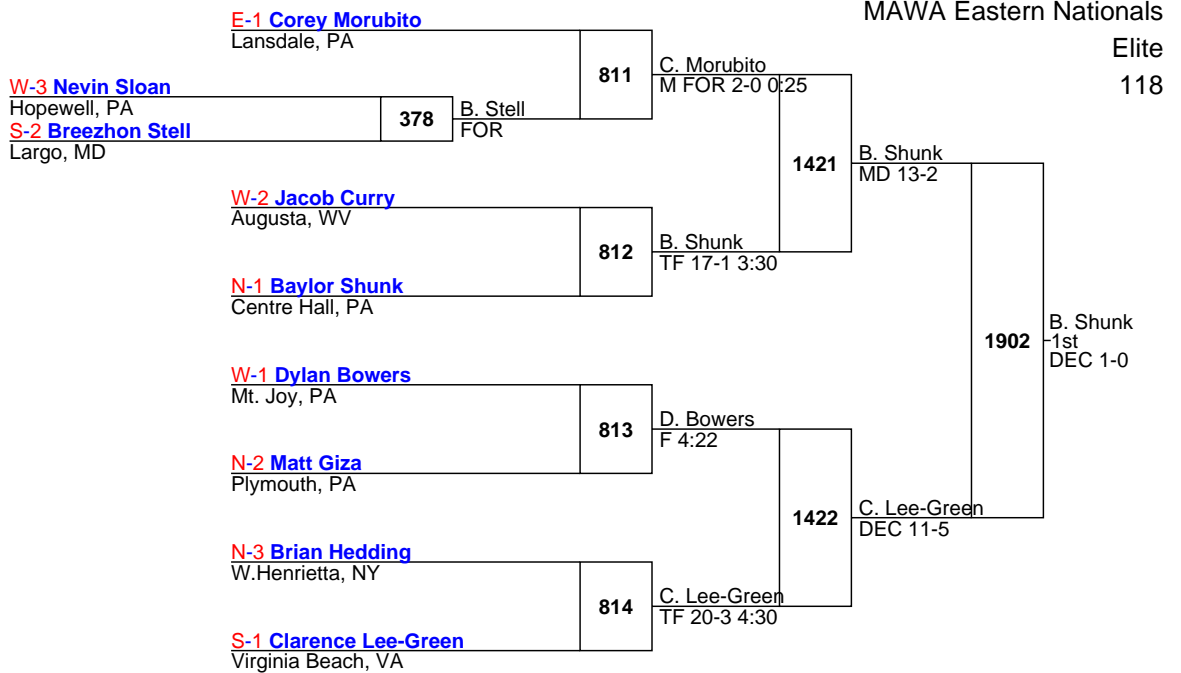 MAWA Eastern Nationals
Elite
118
E-1 Corey Morubito
Lansdale, PA
W-3 Nevin Sloan
Hopewell, PA
S-2 Breezhon Stell
Largo, MD
378
B. Stell
FOR
811
C. Morubito
M FOR 2-0 0:25
W-2 Jacob Curry
Augusta, WV
N-1 Baylor Shunk
Centre Hall, PA
812
B. Shunk
TF 17-1 3:30
1421
B. Shunk
MD 13-2
W-1 Dylan Bowers
Mt. Joy, PA
N-2 Matt Giza
Plymouth, PA
813
D. Bowers
F 4:22
N-3 Brian Hedding
W.Henrietta, NY
S-1 Clarence Lee-Green
Virginia Beach, VA
814
C. Lee-Green
TF 20-3 4:30
1422
C. Lee-Green
DEC 11-5
1902
B. Shunk
1st
DEC 1-0